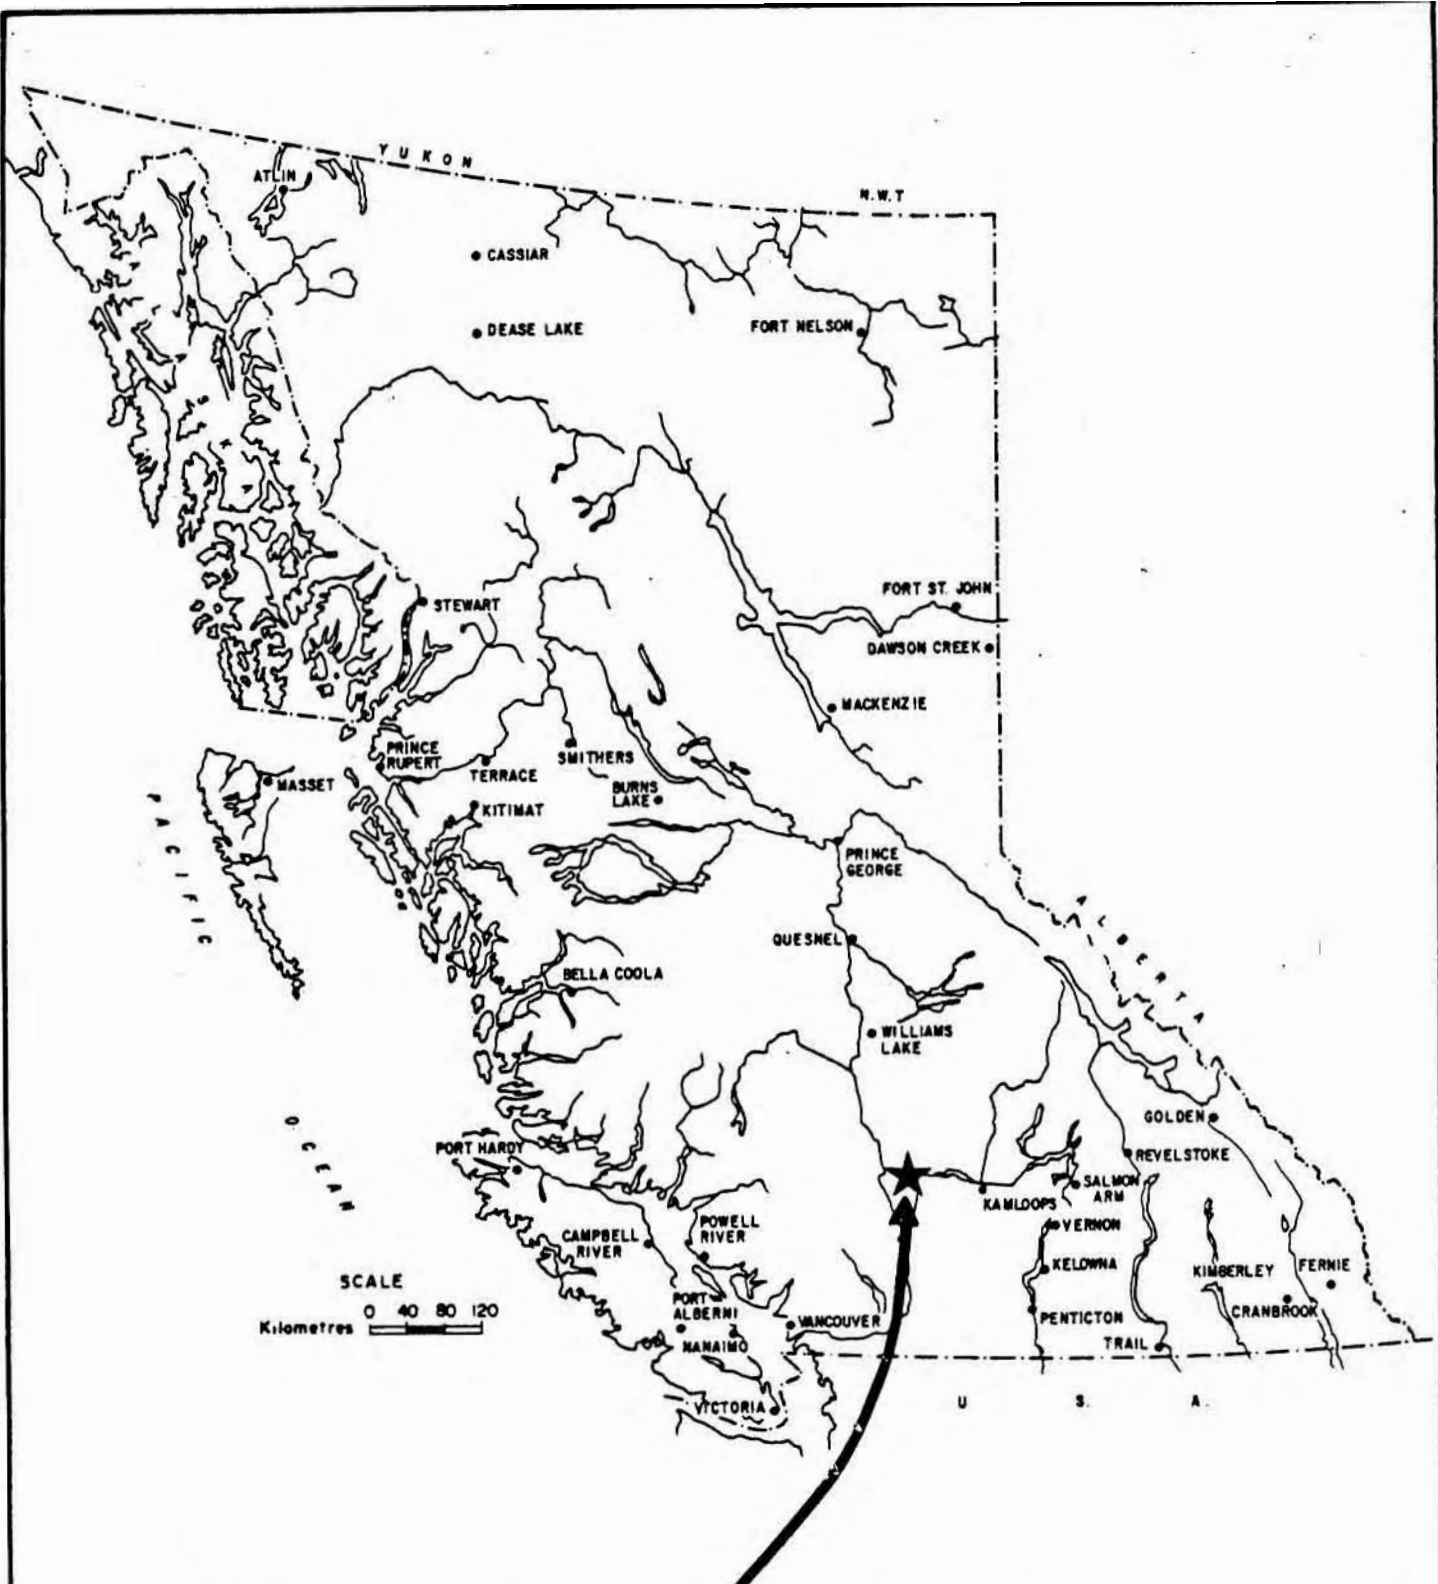 YUKON
ATLIN
N.W.T
CASSIAR
DEASE LAKE
FORT NELSON
ALASKA
FORT ST. JOHN
STEWART
DAWSON CREEK
MACKENZIE
PRINCE
RUPERT
SMITHERS
TERRACE
MASSET
BURNS
LAKE
KITIMAT
PRINCE
GEORGE
PACIFIC
ALBERTA
QUESNEL
BELLA COOLA
WILLIAMS
LAKE
OCEAN
GOLDEN
PORT HARDY
REVELSTOKE
SALMON
ARM
KAMLOOPS
POWELL
RIVER
VERNON
CAMPBELL
RIVER
KELOWNA
KIMBERLEY
FERNIE
SCALE
0 40 80 120
Kilometres
PORT
ALBERNI
CRANBROOK
PENTICTON
VANCOUVER
NANAIMO
TRAIL
U.S.A.
VICTORIA